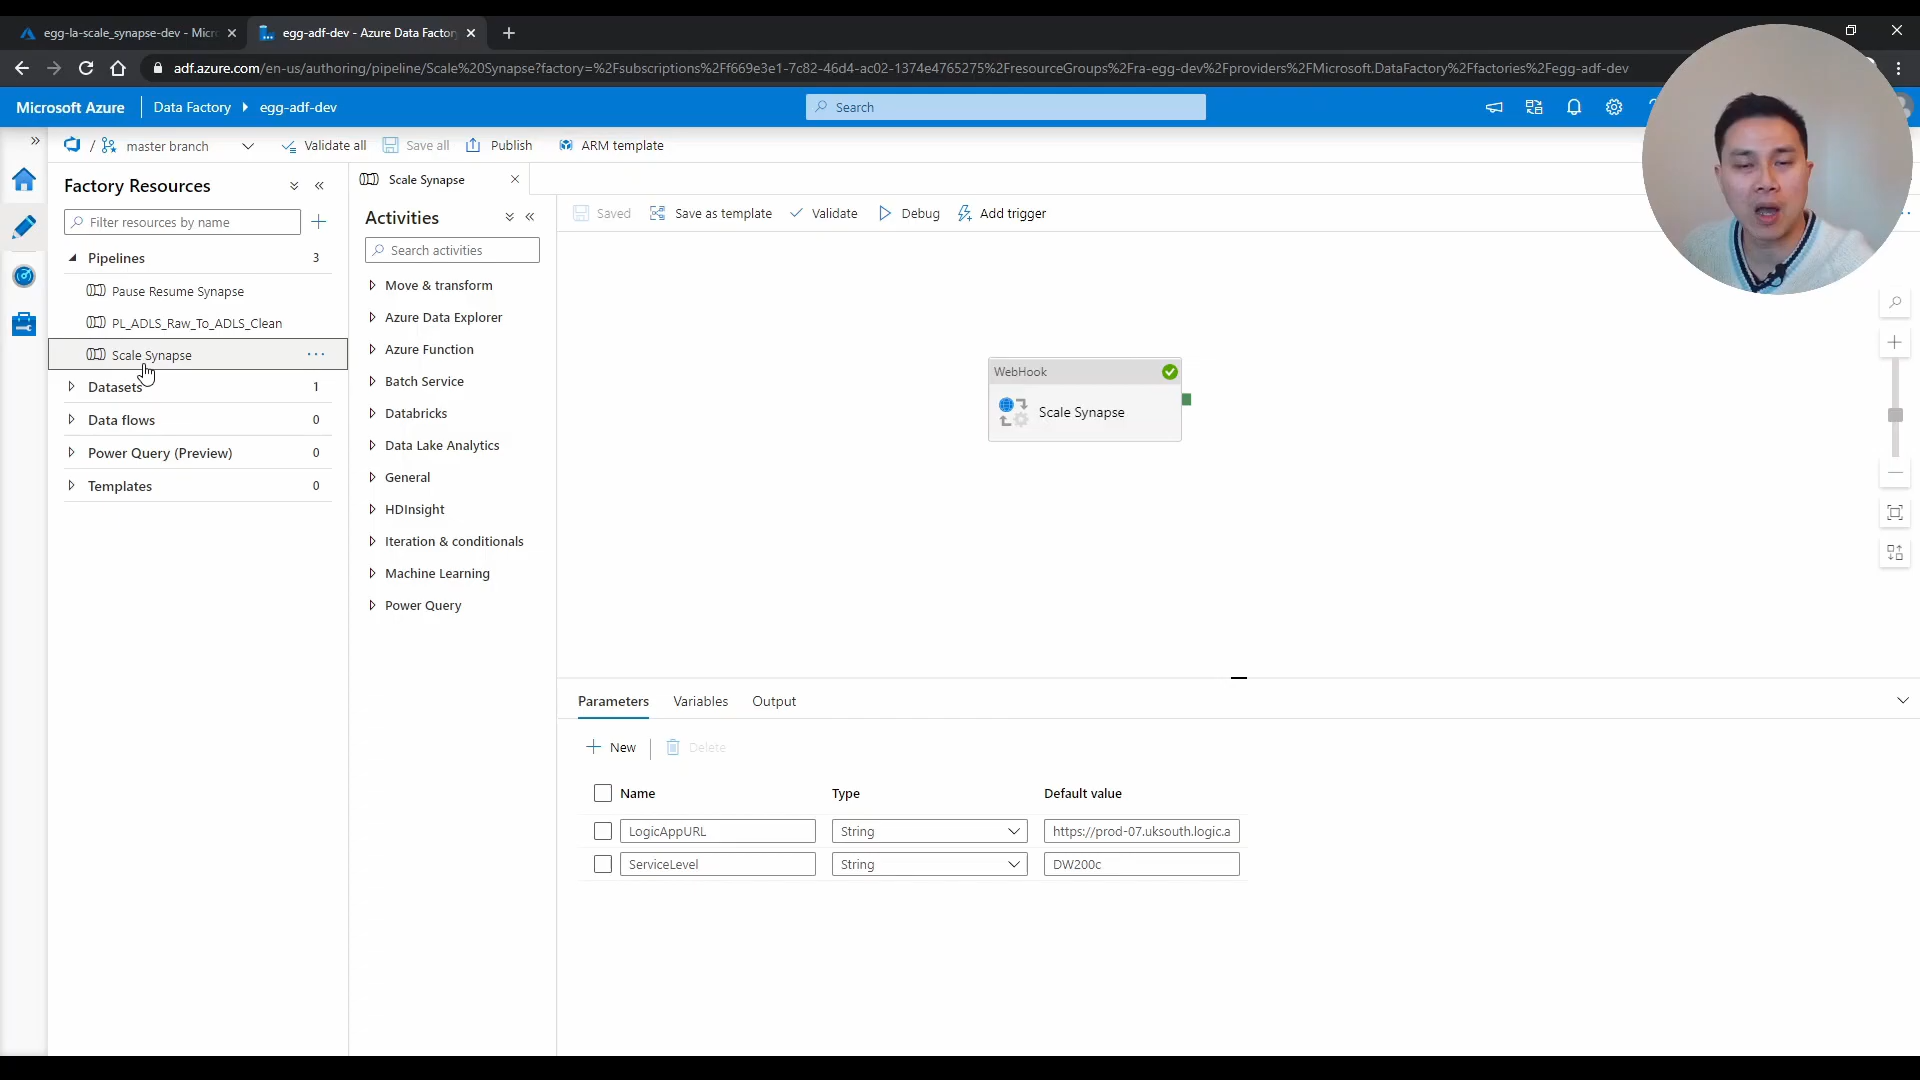 egg-la-scale_synapse-dev - Micr
egg-adf-dev - Azure Data Factor
adf.azure.com/en-us/authoring/pipeline/Scale%20Synapse?factory=%2Fsubscriptions%2Ff669e3e1-7c82-46d4-ac02-1374e4765275%2FresourceGroups%2Fra-egg-dev%2Fproviders%2FMicrosoft.DataFactory%2Ffactories%2Fegg-adf-dev
Microsoft Azure
Data Factory
egg-adf-dev
Search
/ master branch
Validate all
Save all
Publish
ARM template
Factory Resources
Filter resources by name
Pipelines 3
Pause Resume Synapse
PL_ADLS_Raw_To_ADLS_Clean
Scale Synapse
Datasets 1
Data flows 0
Power Query (Preview) 0
Templates 0
Scale Synapse
Activities
Search activities
Move & transform
Azure Data Explorer
Azure Function
Batch Service
Databricks
Data Lake Analytics
General
HDInsight
Iteration & conditionals
Machine Learning
Power Query
Saved
Save as template
Validate
Debug
Add trigger
WebHook
Scale Synapse
Parameters
Variables
Output
New
Delete
Name Type Default value
LogicAppURL String https://prod-07.uksouth.logic.a
ServiceLevel String DW200c